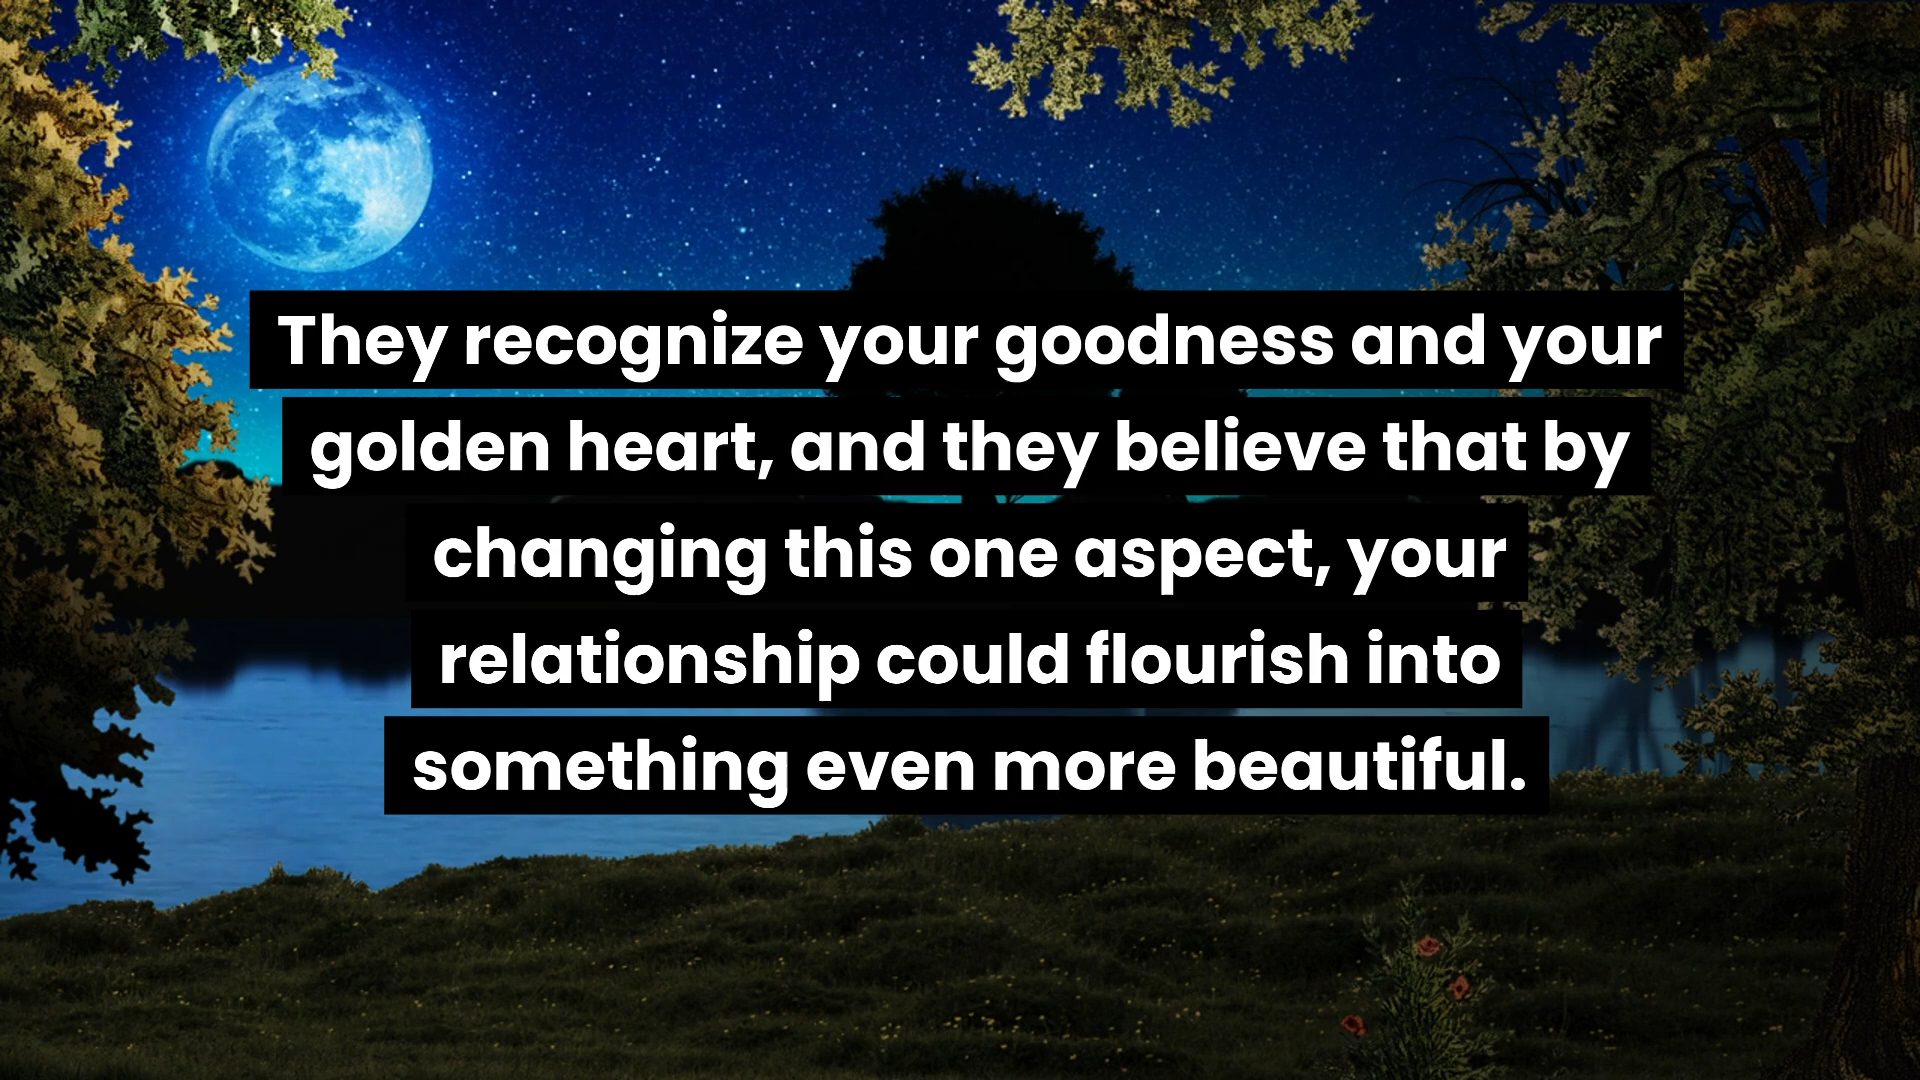 They recognize your goodness and your
golden heart, and they believe that by
changing this one aspect, your
relationship could flourish into
something even more beautiful.